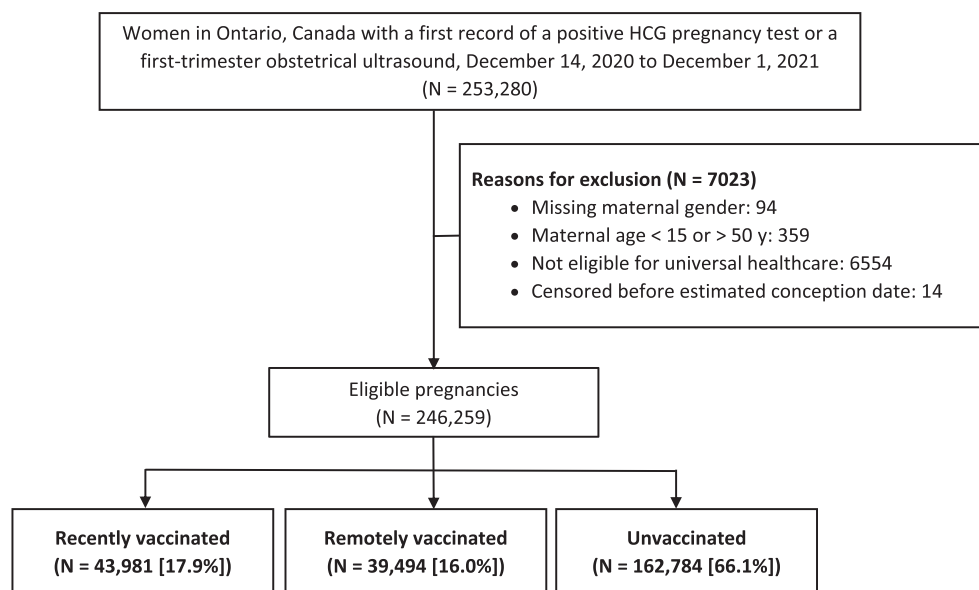 Women in Ontario, Canada with a first record of a positive HCG pregnancy test or a
first-trimester obstetrical ultrasound, December 14, 2020 to December 1, 2021
(N = 253,280)
Reasons for exclusion (N = 7023)
• Missing maternal gender: 94
• Maternal age < 15 or > 50 y: 359
• Not eligible for universal healthcare: 6554
• Censored before estimated conception date: 14
Eligible pregnancies
(N = 246,259)
Recently vaccinated
(N = 43,981 [17.9%])
Remotely vaccinated
(N = 39,494 [16.0%])
Unvaccinated
(N = 162,784 [66.1%])